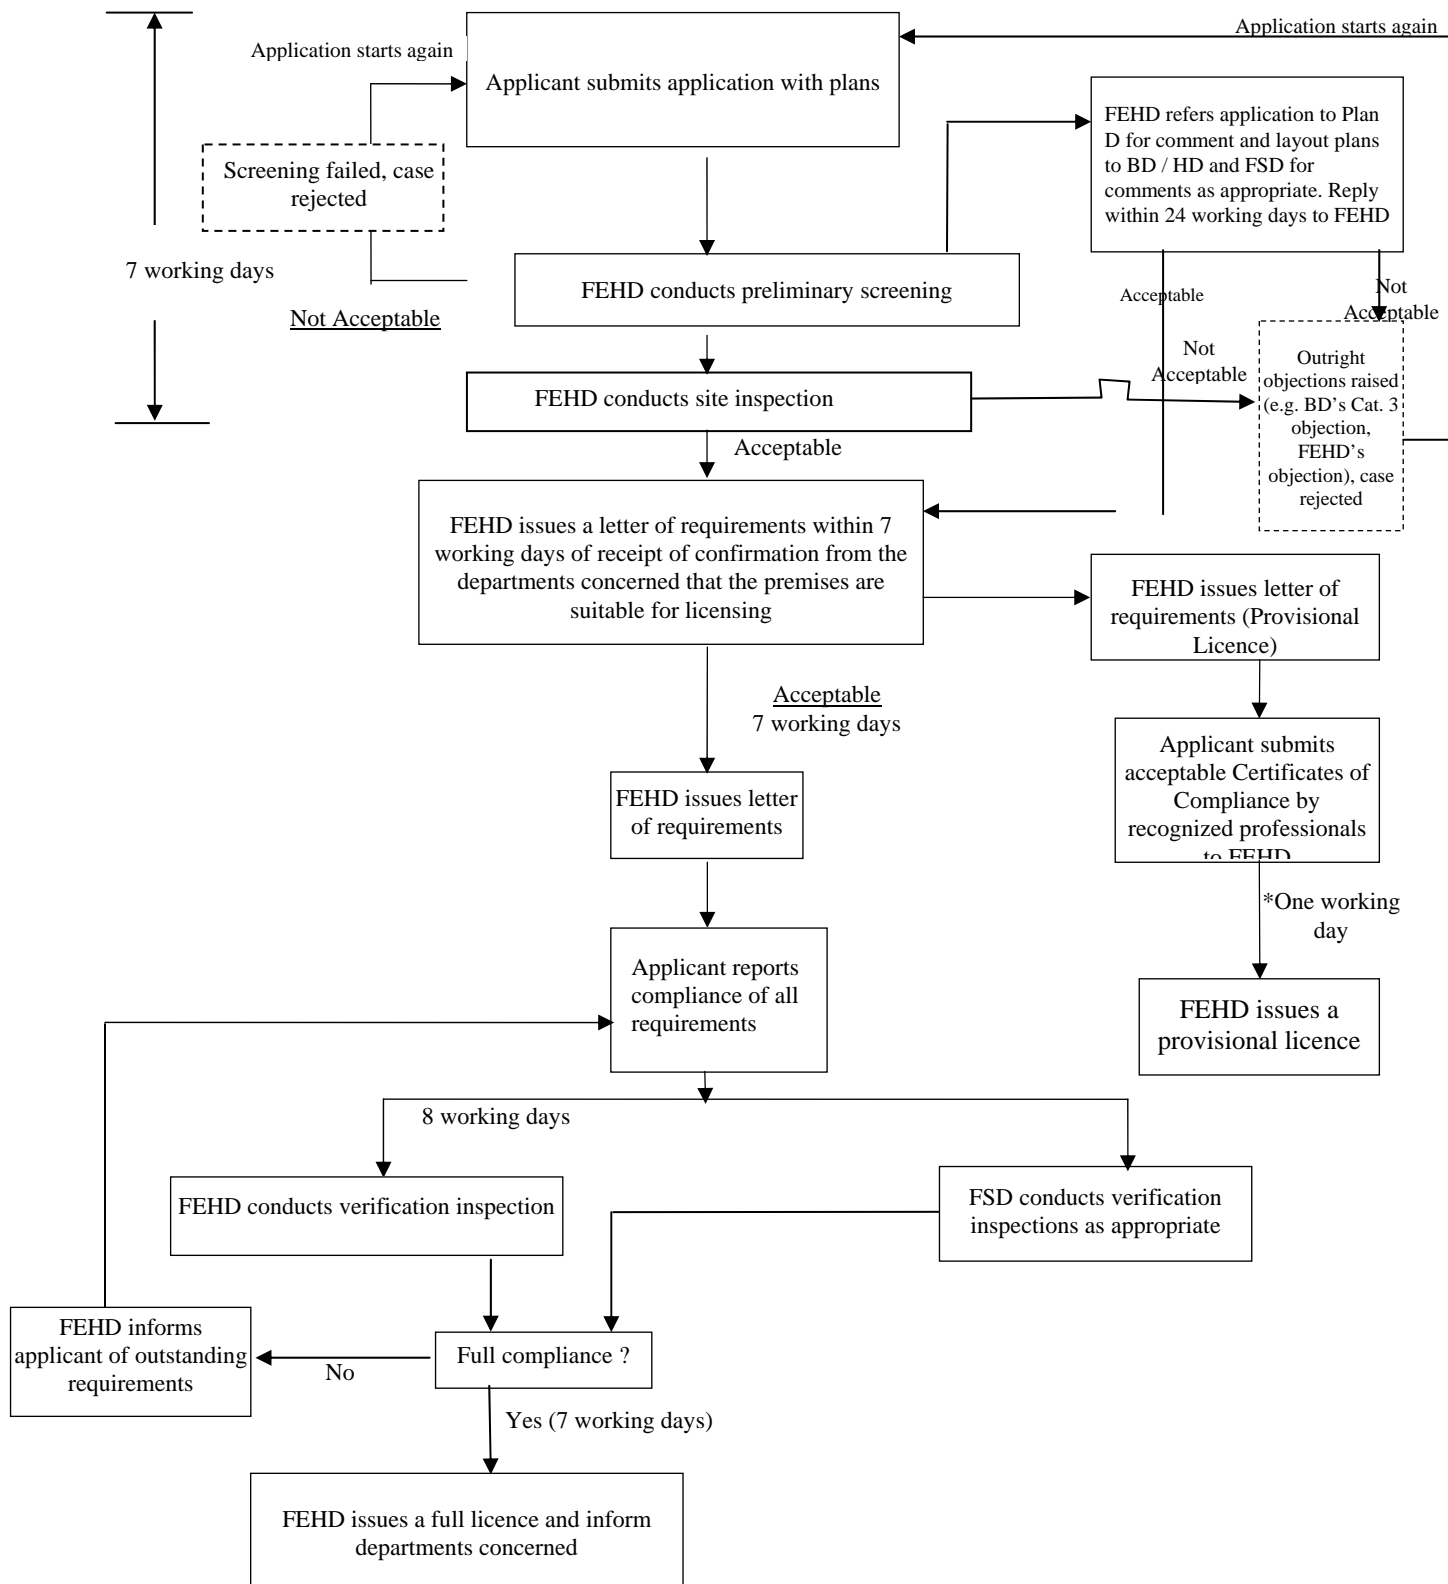 Application starts again
Application starts again
Applicant submits application with plans
FEHD refers application to Plan
D for comment and layout plans
to BD / HD and FSD for
comments as appropriate. Reply
within 24 working days to FEHD
Screening failed, case
rejected
7 working days
Not Acceptable
FEHD conducts preliminary screening
Acceptable
Not
Acceptable
Not
Acceptable
FEHD conducts site inspection
Outright
objections raised
(e.g. BD’s Cat. 3
objection,
FEHD’s
objection), case
rejected
Acceptable
FEHD issues a letter of requirements within 7
working days of receipt of confirmation from the
departments concerned that the premises are
suitable for licensing
FEHD issues letter of
requirements (Provisional
Licence)
Acceptable
7 working days
Applicant submits
acceptable Certificates of
Compliance by
recognized professionals
to FEHD
FEHD issues letter
of requirements
*One working
day
Applicant reports
compliance of all
requirements
FEHD issues a
provisional licence
8 working days
FEHD conducts verification inspection
FSD conducts verification
inspections as appropriate
FEHD informs
applicant of outstanding
requirements
No
Full compliance ?
Yes (7 working days)
FEHD issues a full licence and inform
departments concerned